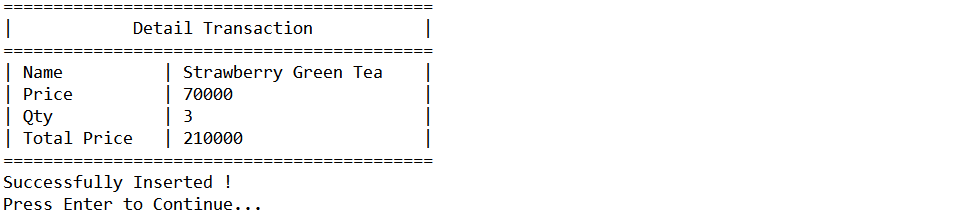 ===========================================
|            Detail Transaction           |
===========================================
| Name          | Strawberry Green Tea    |
| Price         | 70000                   |
| Qty           | 3                       |
| Total Price   | 210000                  |
===========================================
Successfully Inserted !
Press Enter to Continue...